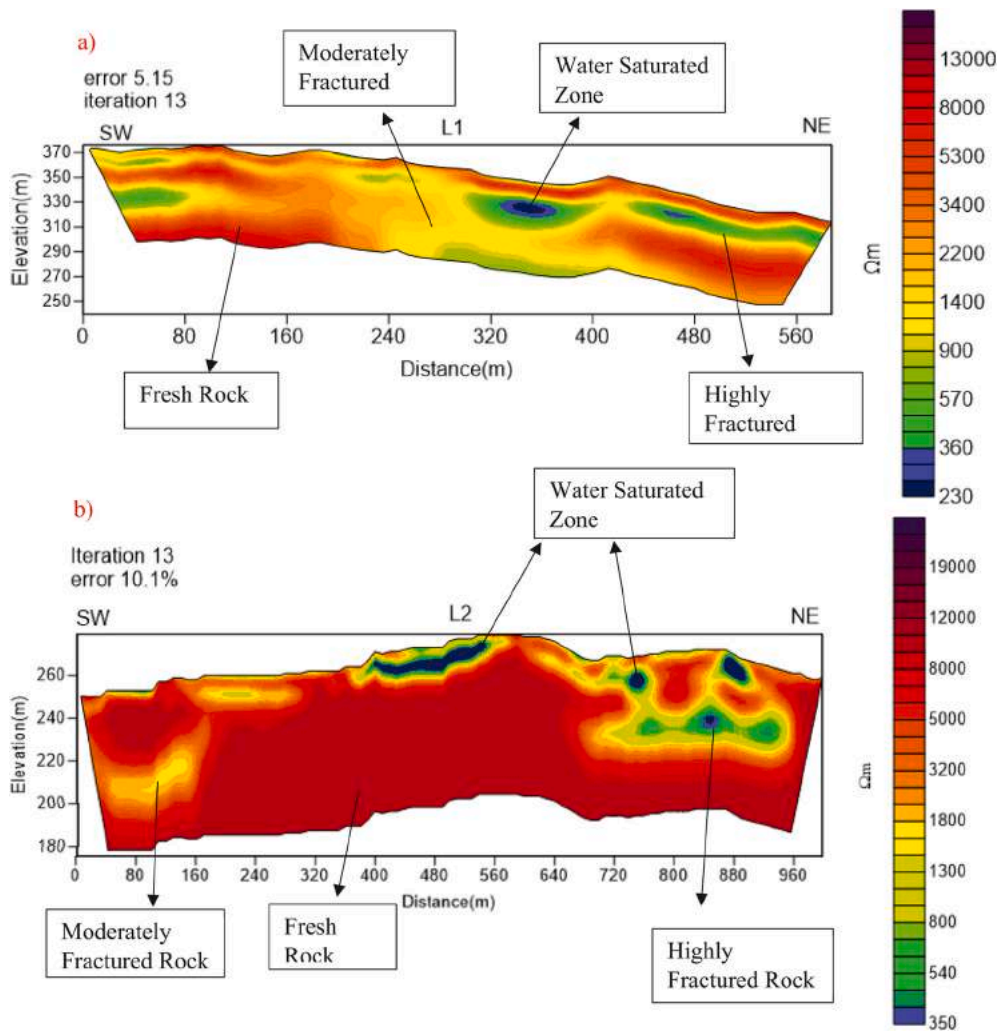 a)
error 5.15
iteration 13
Moderately
Fractured
Water Saturated
Zone
SW
L1
NE
Elevation(m)
370
350
330
310
290
270
250
0
80
160
240
320
400
480
560
Distance(m)
Fresh Rock
Highly
Fractured
13000
8000
5300
3400
2200
1400
900
570
360
230
Ωm
b)
Iteration 13
error 10.1%
Water Saturated
Zone
SW
L2
NE
Elevation(m)
260
240
220
200
180
0
80
160
240
320
400
480
560
640
720
800
880
960
Distance(m)
Moderately
Fractured Rock
Fresh
Rock
Highly
Fractured Rock
19000
12000
8000
5000
3200
1800
1300
800
540
350
Ωm